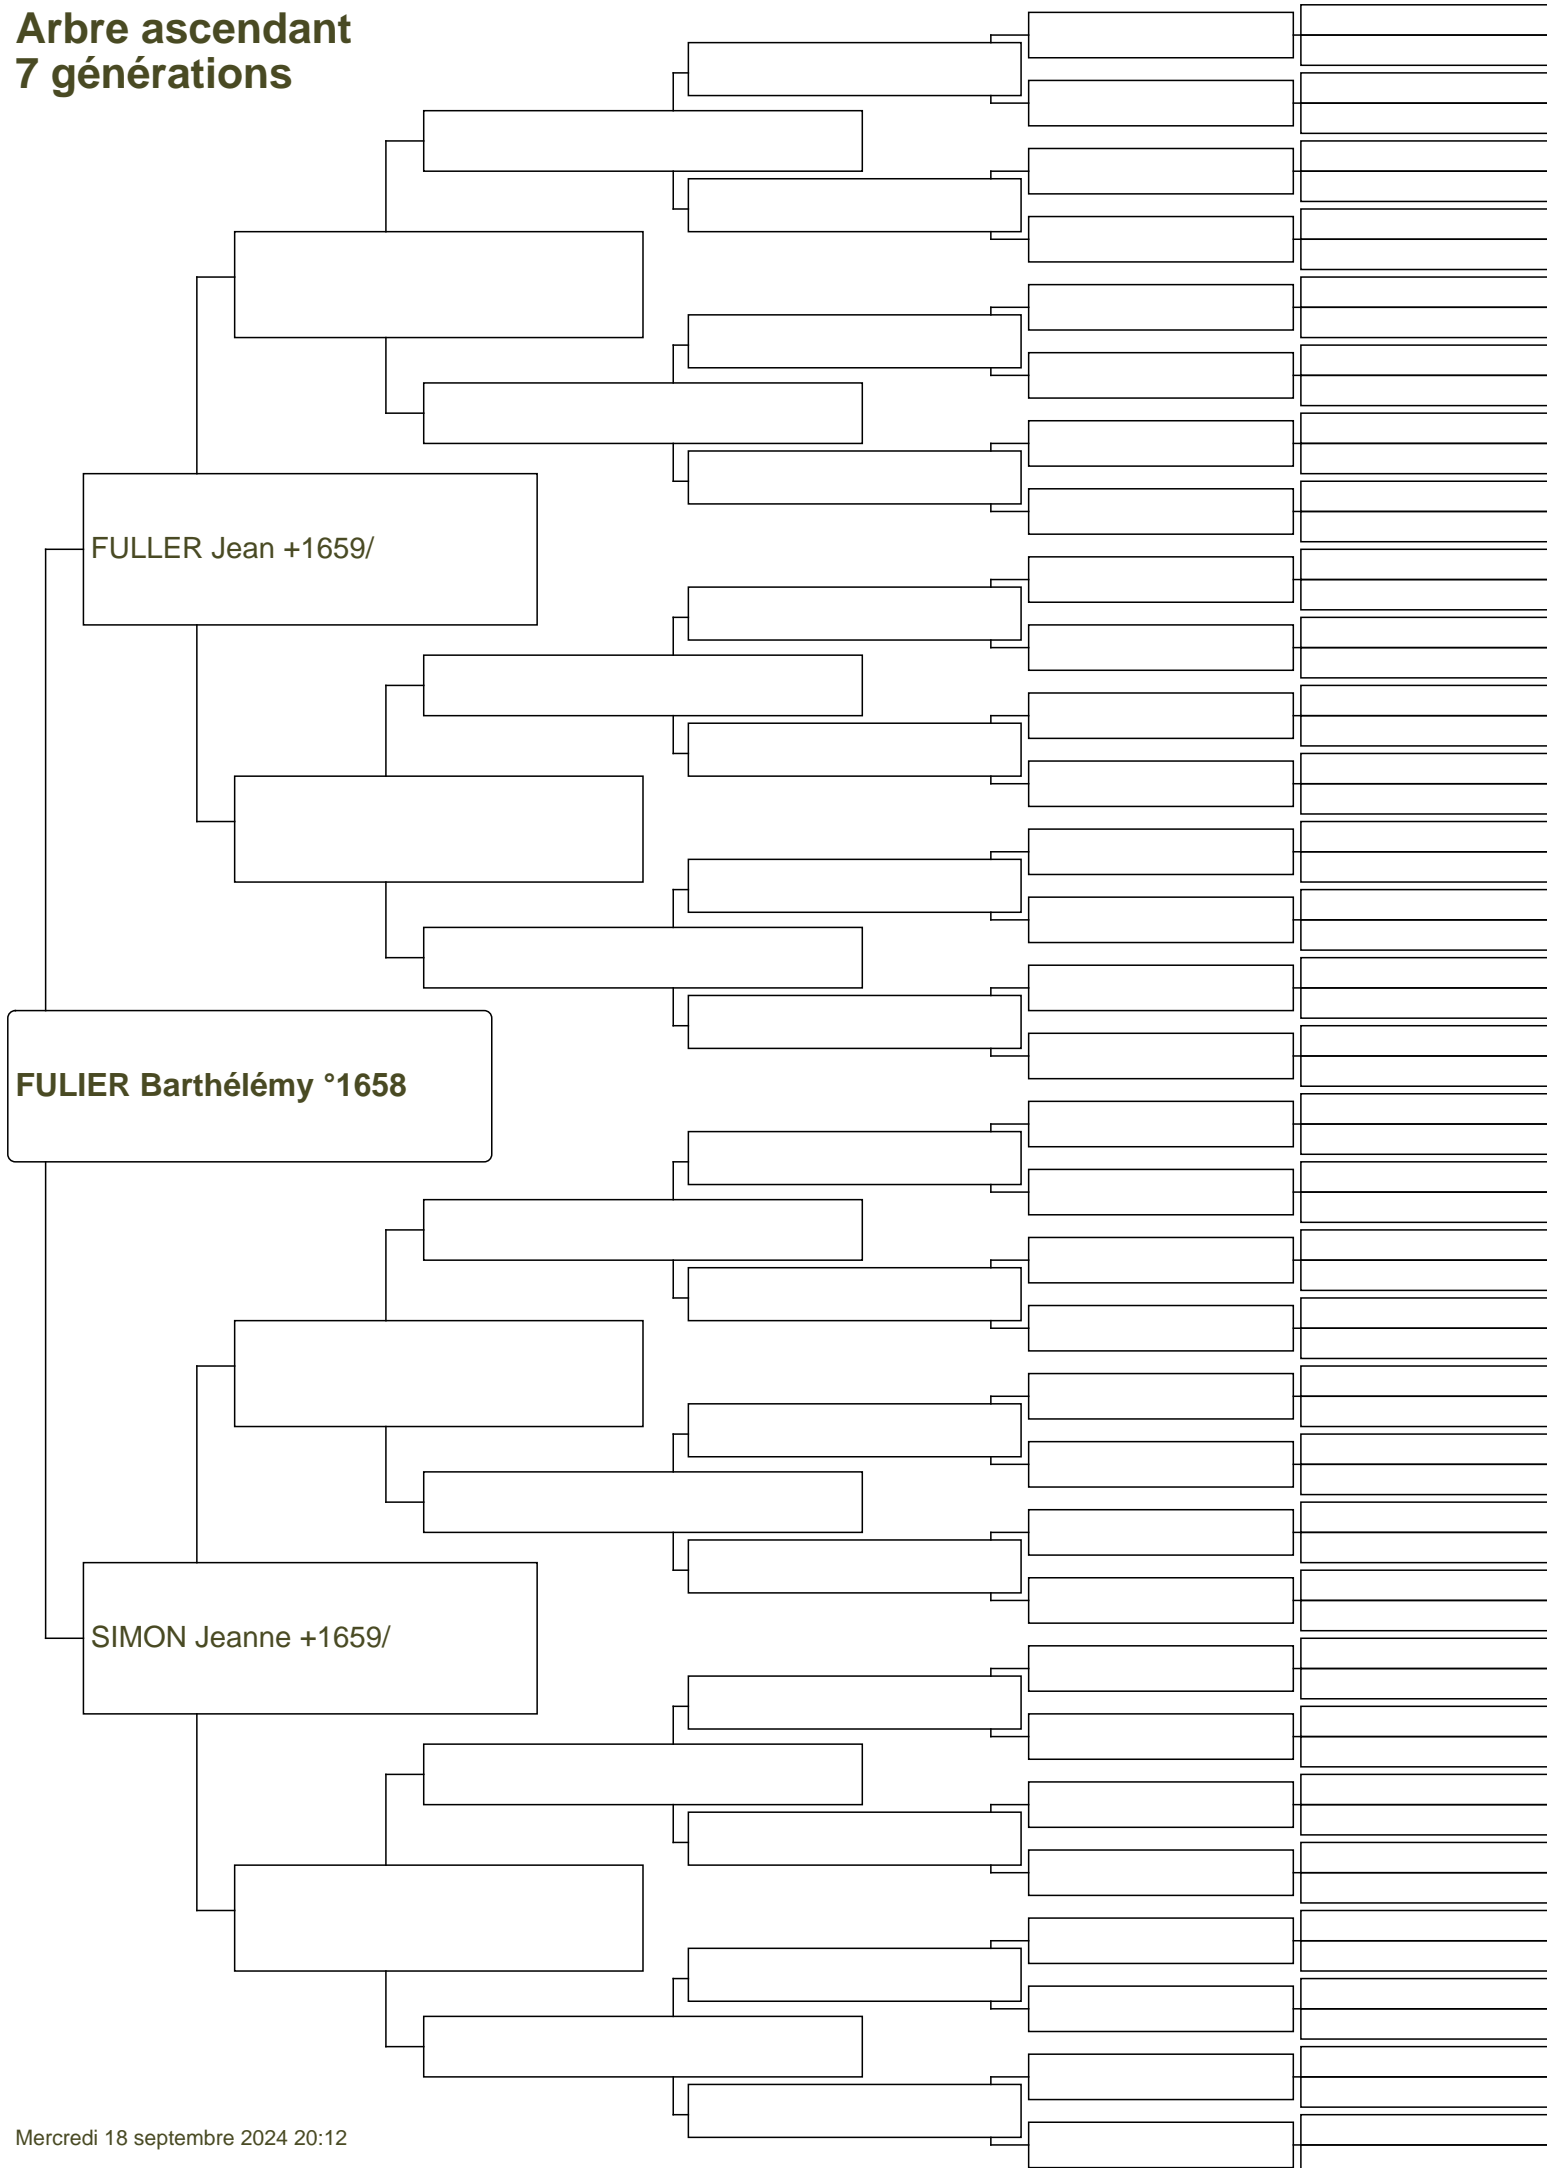 Arbre ascendant
7 générations
FULLER Jean +1659/
FULIER Barthélémy °1658
SIMON Jeanne +1659/
Mercredi 18 septembre 2024 20:12